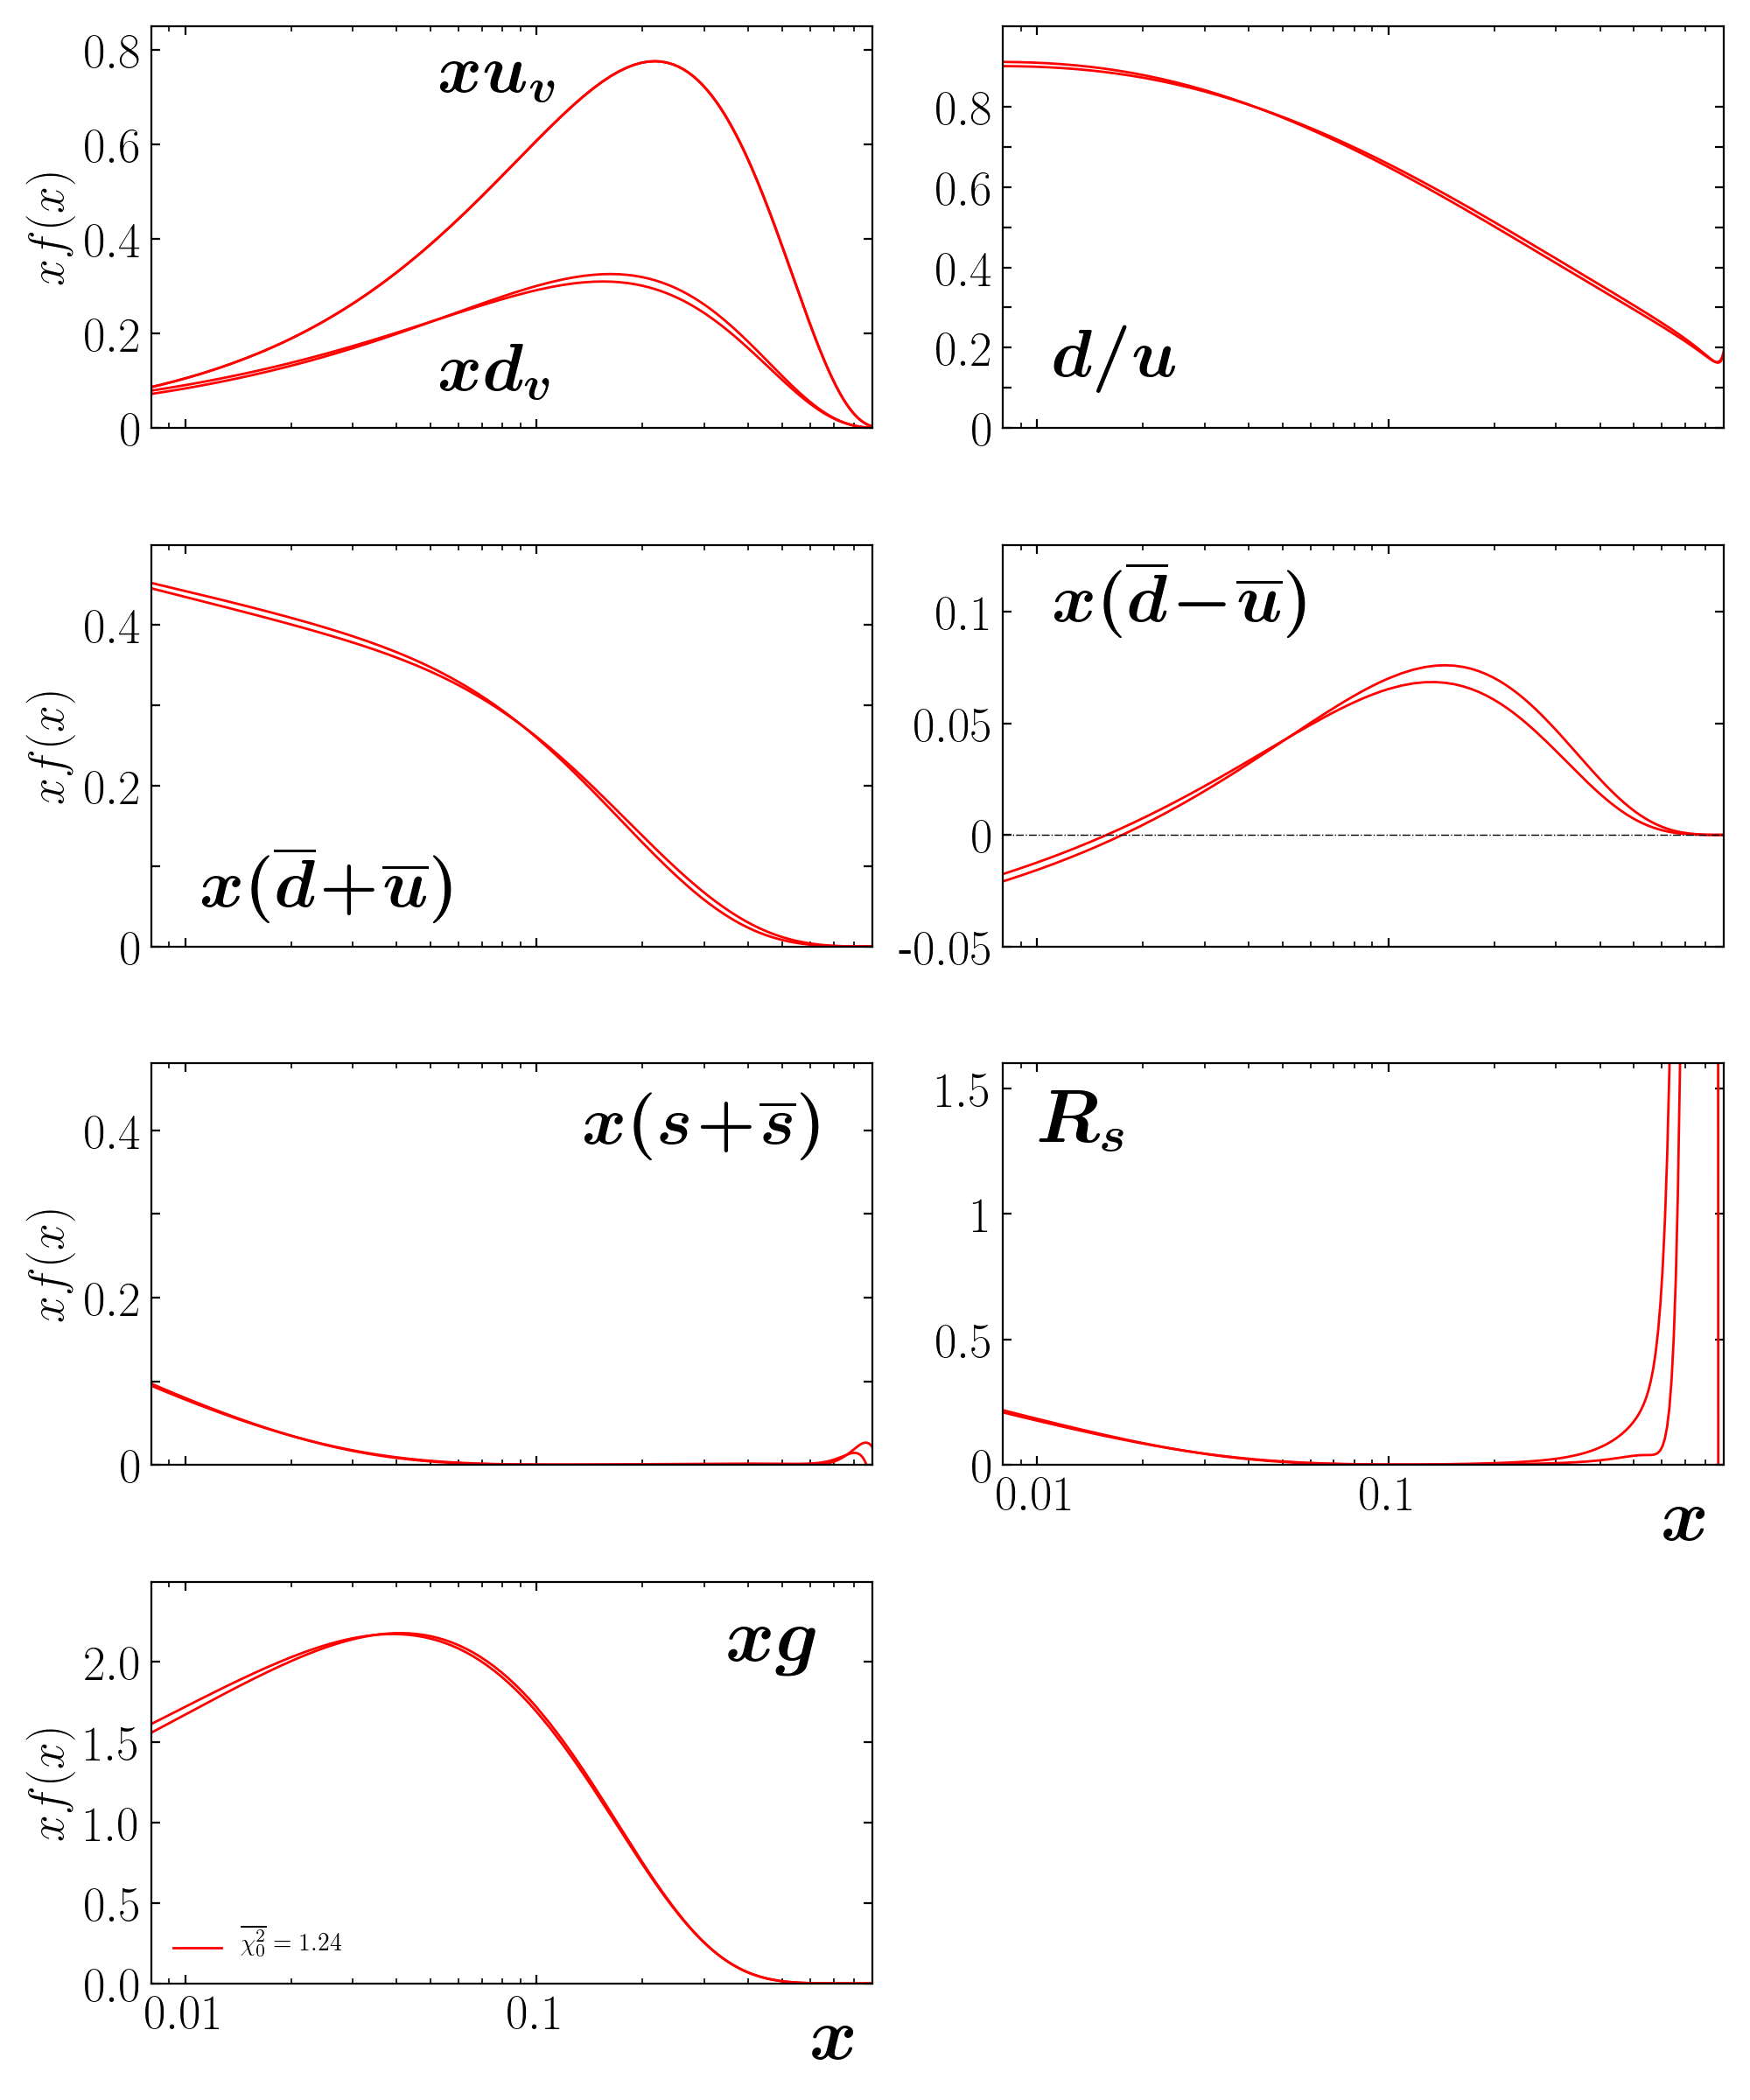 0.8
0.6
0.4
0.2
0
xf(x)
xu_v
xd_v
0.8
0.6
0.4
0.2
0
d/u
0.4
0.2
0
xf(x)
x(d̅+u̅)
0.1
0.05
0
-0.05
x(d̅−u̅)
0.4
0.2
0
xf(x)
x(s+s̅)
1.5
1
0.5
0
R_s
0.01 0.1
x
2.0
1.5
1.0
0.5
0.0
xf(x)
xg
\overline{χ_0^2} = 1.24
0.01 0.1
x